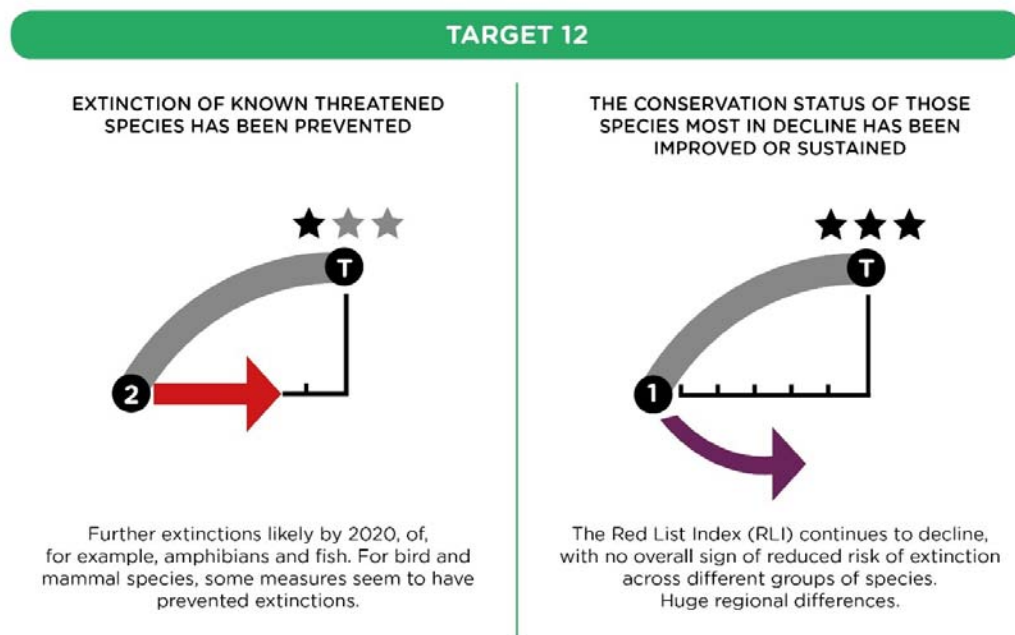 TARGET 12
EXTINCTION OF KNOWN THREATENED
SPECIES HAS BEEN PREVENTED
T
2
Further extinctions likely by 2020, of,
for example, amphibians and fish. For bird and
mammal species, some measures seem to have
prevented extinctions.
THE CONSERVATION STATUS OF THOSE
SPECIES MOST IN DECLINE HAS BEEN
IMPROVED OR SUSTAINED
T
1
The Red List Index (RLI) continues to decline,
with no overall sign of reduced risk of extinction
across different groups of species.
Huge regional differences.